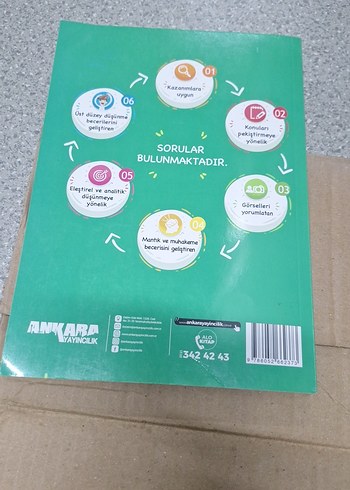 01
Kazanımlara
uygun
02
Konuları
pekiştirmeye
yönelik
03
Görselleri
yorumlatan
04
Mantık ve muhakeme
becerisini geliştiren
05
Eleştirel ve analitik
düşünmeye
yönelik
06
Üst düzey düşünme
becerilerini
geliştiren
SORULAR
BULUNMAKTADIR.
ANKARA
YAYINCILIK
www.ankarayayincilik.com.tr
ALO
KİTAP
342 42 43